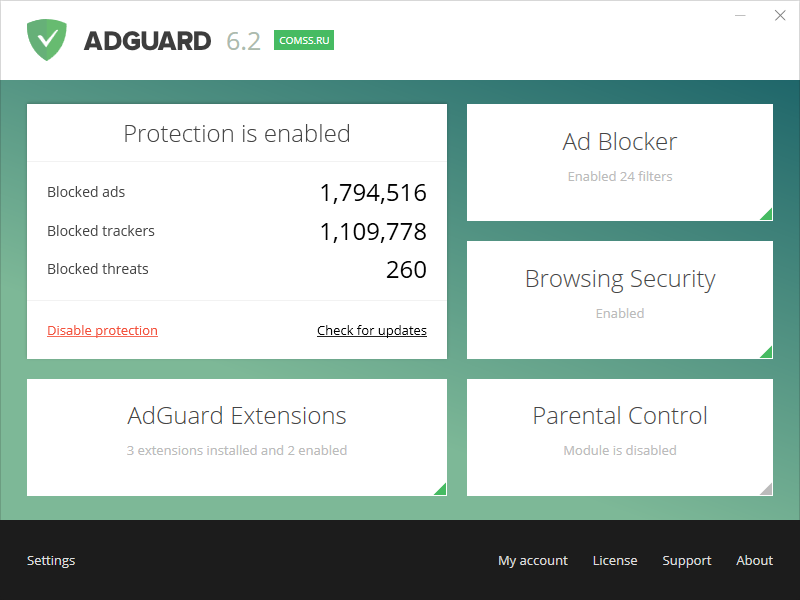 ADGUARD 6.2 COMSS.RU
Protection is enabled
Blocked ads 1,794,516
Blocked trackers 1,109,778
Blocked threats 260
Disable protection Check for updates
Ad Blocker
Enabled 24 filters
Browsing Security
Enabled
AdGuard Extensions
3 extensions installed and 2 enabled
Parental Control
Module is disabled
Settings My account License Support About